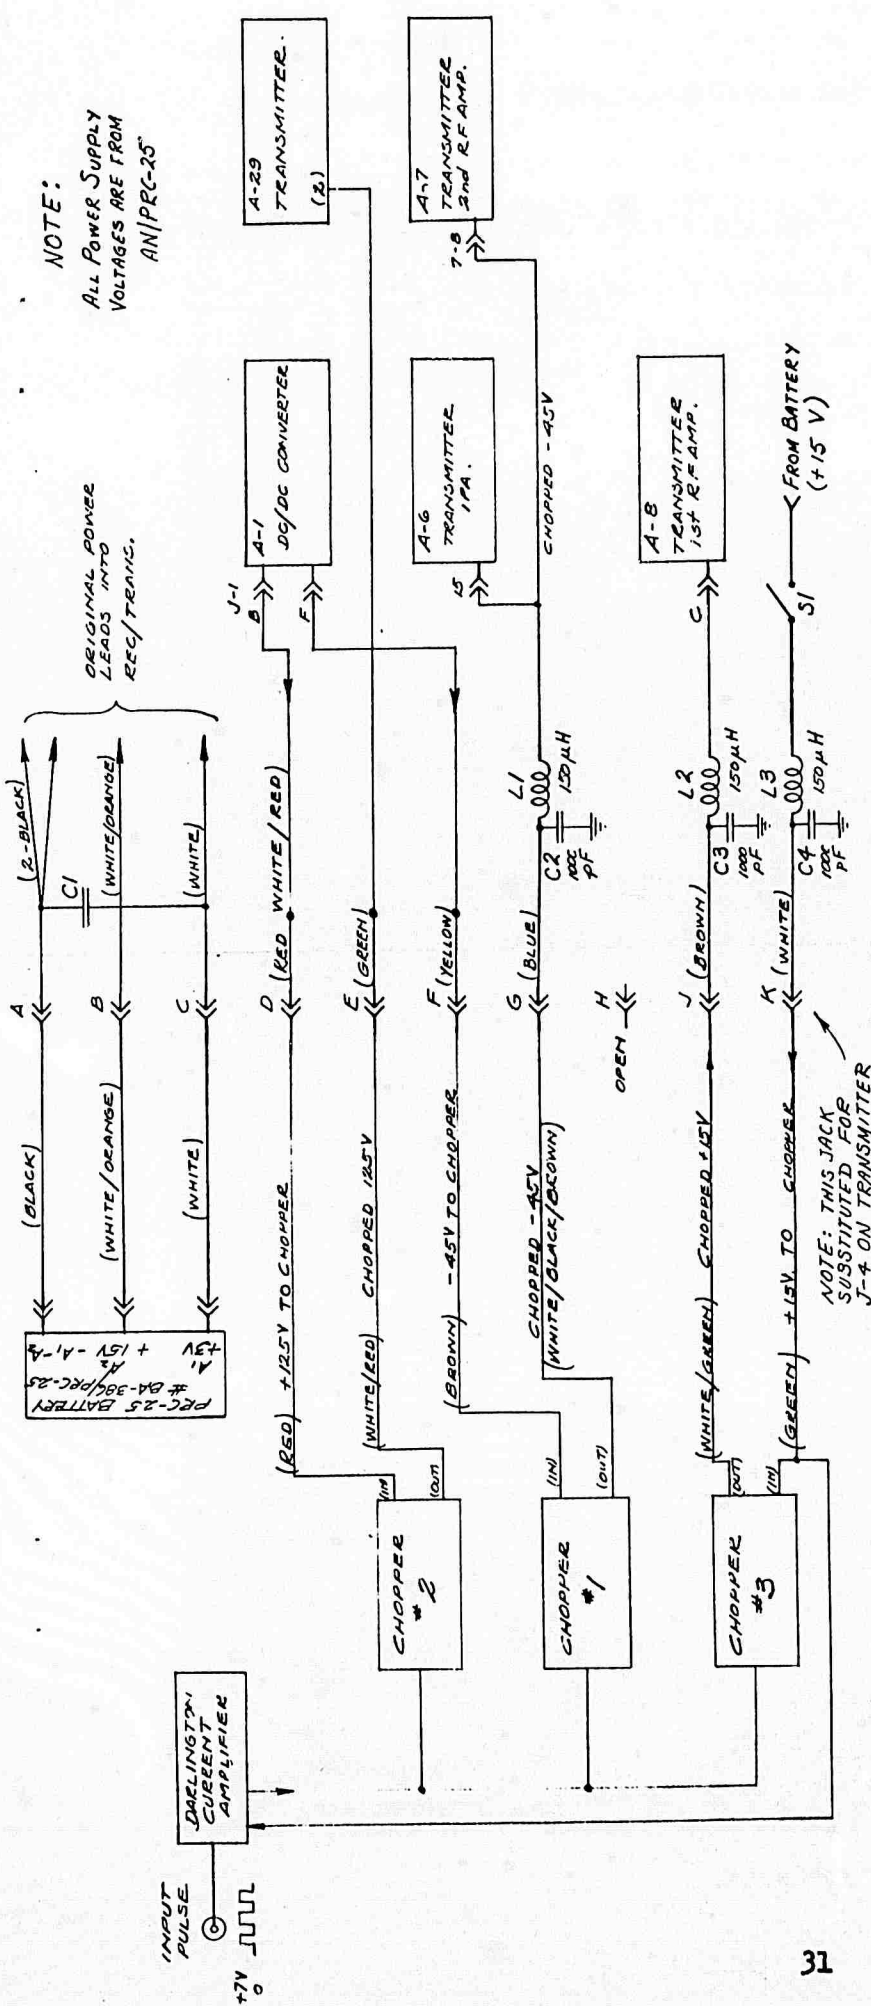 INPUT
PULSE
+7V
0
DARLINGTON
CURRENT
AMPLIFIER
PRC-25 BATTERY
# BA-386/PRC-25
A1
+3V
A2
+15V
-A1-A2
(BLACK)
(WHITE/ORANGE)
(WHITE)
A
B
C
(2-BLACK)
C1
(WHITE/ORANGE)
(WHITE)
ORIGINAL POWER
LEADS INTO
REC/TRANS.
NOTE:
ALL POWER SUPPLY
VOLTAGES ARE FROM
AN/PRC-25
CHOPPER
#2
(IN)
(OUT)
(RED) +125V TO CHOPPER
D (RED WHITE/RED)
J-1
B
F
A-1
DC/DC CONVERTER
(WHITE/RED) CHOPPED 125V
E (GREEN)
A-29
TRANSMITTER.
(2)
CHOPPER
#1
(IN)
(OUT)
(BROWN) -45V TO CHOPPER
F (YELLOW)
CHOPPED -45V
(WHITE/BLACK/BROWN)
G (BLUE)
C2
PF
L1
150µH
15
A-6
TRANSMITTER
IPA.
CHOPPED -45V
7-8
A-7
TRANSMITTER
2nd RF AMP.
OPEN
H
CHOPPER
#3
(OUT)
(IN)
(WHITE/GREEN) CHOPPED +15V
J (BROWN)
C3
1000
PF
L2
150µH
C
A-8
TRANSMITTER
1st R.F AMP.
(GREEN) +15V TO CHOPPER
K (WHITE)
C4
PF
L3
150µH
S1
FROM BATTERY
(+15 V)
NOTE: THIS JACK
SUBSTITUTED FOR
J-4 ON TRANSMITTER
31